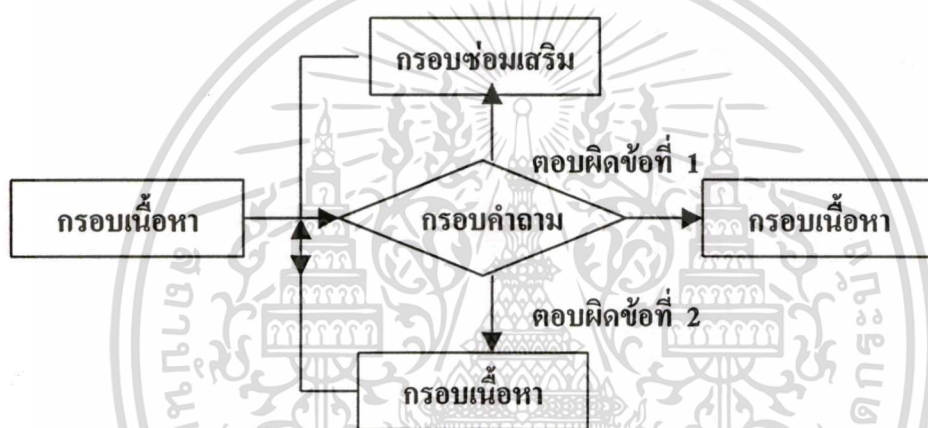 กรอบซ่อมเสริม
ตอบผิดข้อที่ 1
กรอบเนื้อหา
กรอบคำถาม
กรอบเนื้อหา
ตอบผิดข้อที่ 2
กรอบเนื้อหา